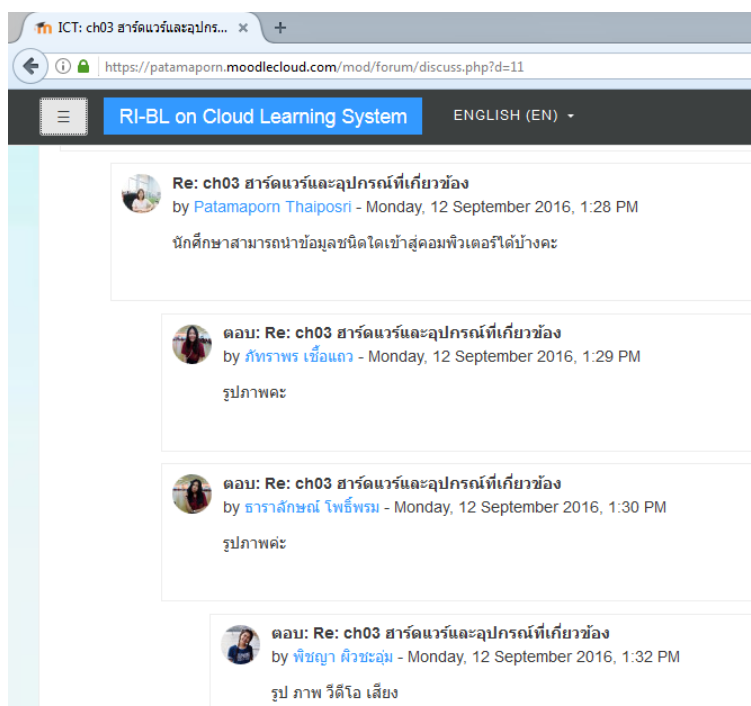 ICT: ch03 ฮาร์ดแวร์และอุปกร... × +
https://patamaporn.moodlecloud.com/mod/forum/discuss.php?d=11
RI-BL on Cloud Learning System ENGLISH (EN)
Re: ch03 ฮาร์ดแวร์และอุปกรณ์ที่เกี่ยวข้อง
by Patamaporn Thaiposri - Monday, 12 September 2016, 1:28 PM
นักศึกษาสามารถนำข้อมูลชนิดใดเข้าสู่คอมพิวเตอร์ได้บ้างคะ
ตอบ: Re: ch03 ฮาร์ดแวร์และอุปกรณ์ที่เกี่ยวข้อง
by ภัทราพร เชื้อแถว - Monday, 12 September 2016, 1:29 PM
รูปภาพคะ
ตอบ: Re: ch03 ฮาร์ดแวร์และอุปกรณ์ที่เกี่ยวข้อง
by ธาราลักษณ์ โพธิ์พรม - Monday, 12 September 2016, 1:30 PM
รูปภาพค่ะ
ตอบ: Re: ch03 ฮาร์ดแวร์และอุปกรณ์ที่เกี่ยวข้อง
by พิชญา ผิวชะอุ่ม - Monday, 12 September 2016, 1:32 PM
รูป ภาพ วีดีโอ เสียง